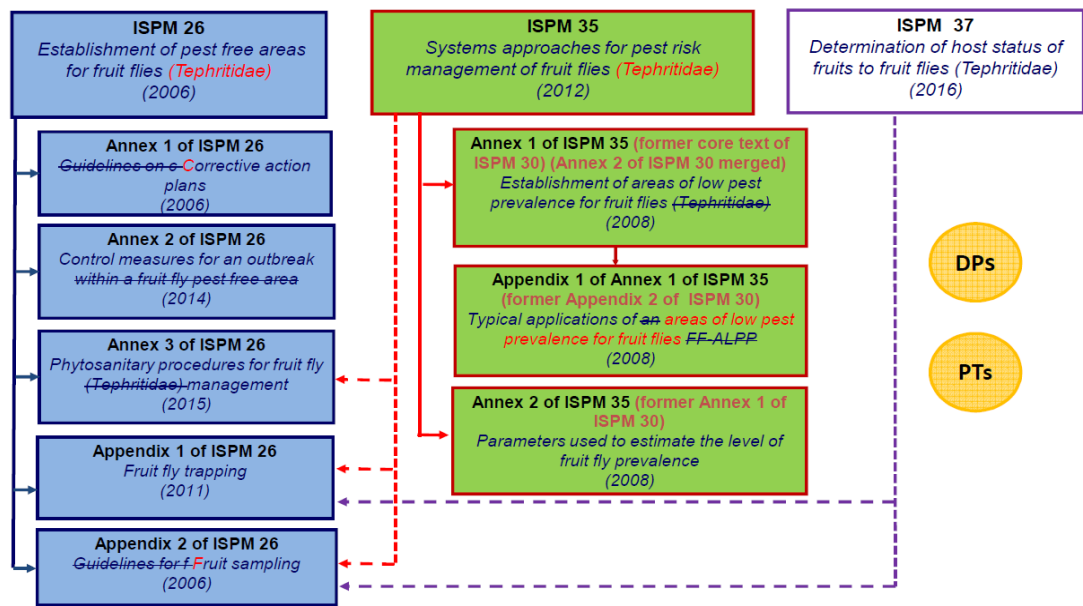 ISPM 26
Establishment of pest free areas
for fruit flies (Tephritidae)
(2006)
Annex 1 of ISPM 26
Guidelines on c Corrective action
plans
(2006)
Annex 2 of ISPM 26
Control measures for an outbreak
within a fruit fly pest free area
(2014)
Annex 3 of ISPM 26
Phytosanitary procedures for fruit fly
(Tephritidae) management
(2015)
Appendix 1 of ISPM 26
Fruit fly trapping
(2011)
Appendix 2 of ISPM 26
Guidelines for f Fruit sampling
(2006)
ISPM 35
Systems approaches for pest risk
management of fruit flies (Tephritidae)
(2012)
Annex 1 of ISPM 35 (former core text of
ISPM 30) (Annex 2 of ISPM 30 merged)
Establishment of areas of low pest
prevalence for fruit flies (Tephritidae)
(2008)
Appendix 1 of Annex 1 of ISPM 35
(former Appendix 2 of ISPM 30)
Typical applications of an areas of low pest
prevalence for fruit flies FF-ALPP
(2008)
Annex 2 of ISPM 35 (former Annex 1 of
ISPM 30)
Parameters used to estimate the level of
fruit fly prevalence
(2008)
ISPM 37
Determination of host status of
fruits to fruit flies (Tephritidae)
(2016)
DPs
PTs